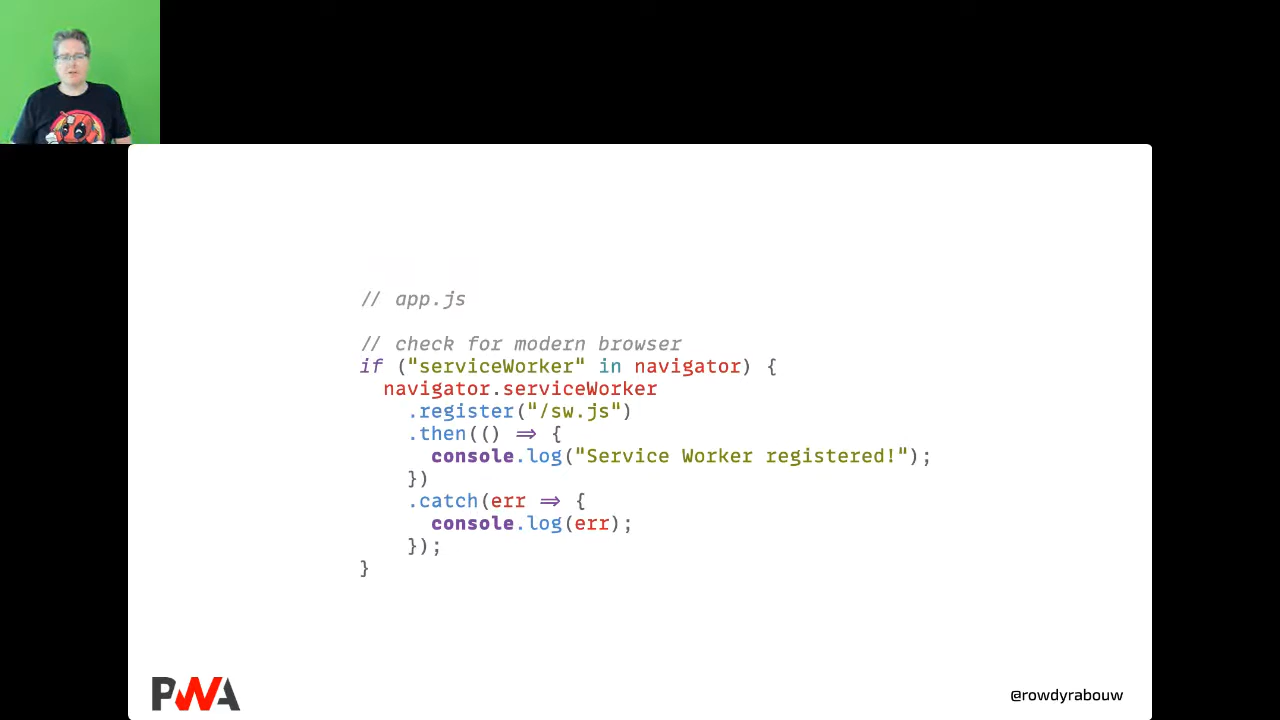 // app.js
// check for modern browser
if ("serviceWorker" in navigator) {
navigator.serviceWorker
.register("/sw.js")
.then(() => {
console.log("Service Worker registered!");
})
.catch(err => {
console.log(err);
});
}
PWA
@rowdyrabouw